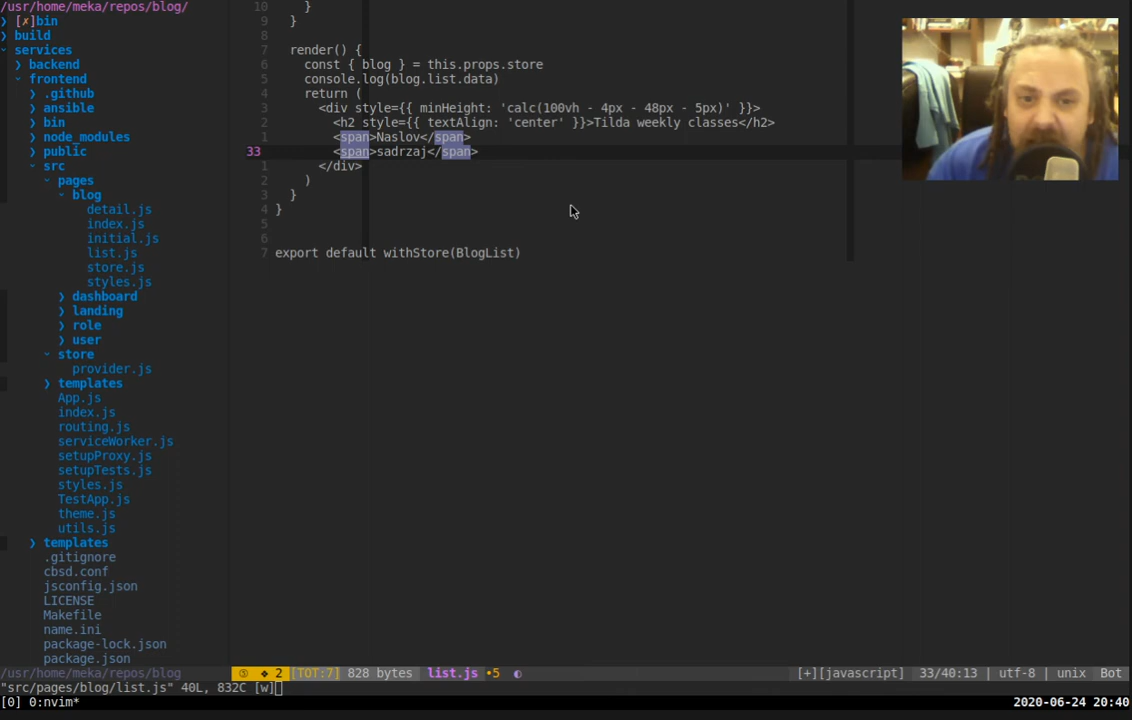 /usr/home/meka/repos/blog/
❯ [✗]bin
❯ build
⌄ services
❯ backend
⌄ frontend
❯ .github
❯ ansible
❯ bin
❯ node_modules
❯ public
⌄ src
⌄ pages
⌄ blog
detail.js
index.js
initial.js
list.js
store.js
styles.js
❯ dashboard
❯ landing
❯ role
❯ user
⌄ store
provider.js
❯ templates
App.js
index.js
routing.js
serviceWorker.js
setupProxy.js
setupTests.js
styles.js
TestApp.js
theme.js
utils.js
❯ templates
.gitignore
cbsd.conf
jsconfig.json
LICENSE
Makefile
name.ini
package-lock.json
package.json
10 }
9 }
8
7 render() {
6 const { blog } = this.props.store
5 console.log(blog.list.data)
4 return (
3 <div style={{ minHeight: 'calc(100vh - 4px - 48px - 5px)' }}>
2 <h2 style={{ textAlign: 'center' }}>Tilda weekly classes</h2>
1 <span>Naslov</span>
33 <span>sadrzaj</span>
1 </div>
2 )
3 }
4 }
5
6
7 export default withStore(BlogList)
/usr/home/meka/repos/blog
⑤ ❖ 2 [TOT:7] 828 bytes list.js •5 ◐ [+][javascript] 33/40:13 | utf-8 | unix Bot
"src/pages/blog/list.js" 40L, 832C [w]
[0] 0:nvim* 2020-06-24 20:40